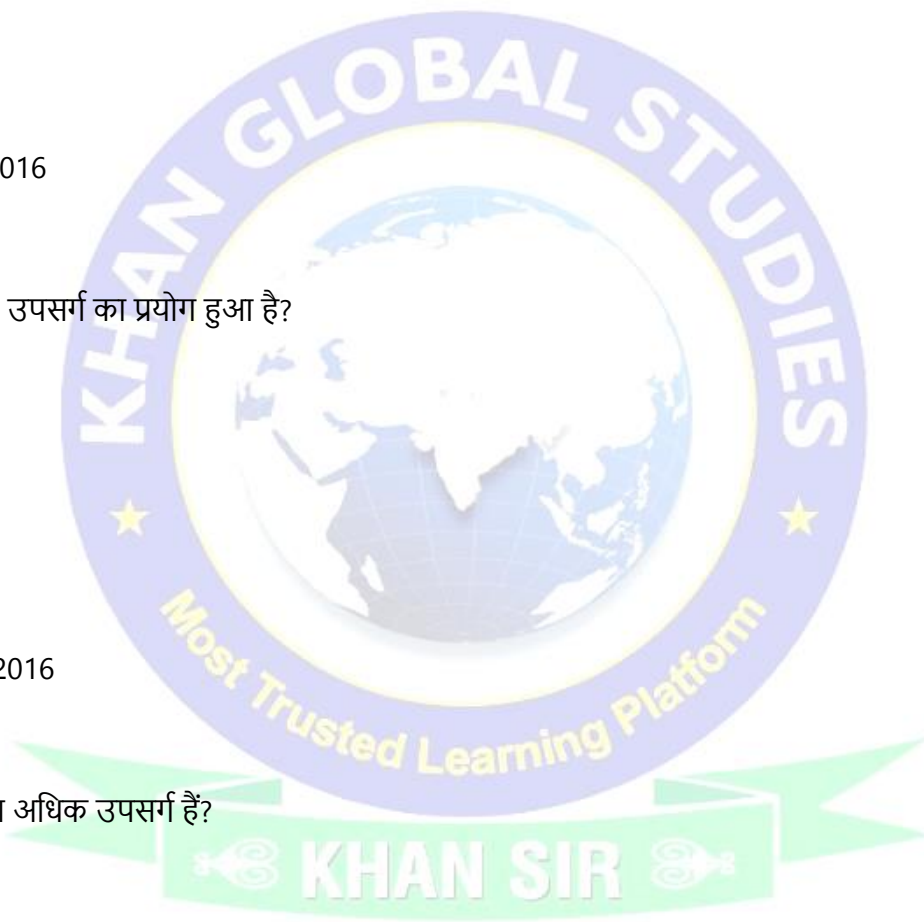 KHAN GLOBAL STUDIES
016
उपसर्ग का प्रयोग हुआ है?
2016
Most Trusted Learning Platform
अधिक उपसर्ग हैं?
KHAN SIR